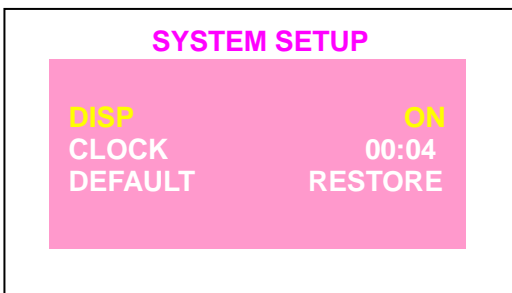 SYSTEM SETUP
DISP ON
CLOCK 00:04
DEFAULT RESTORE